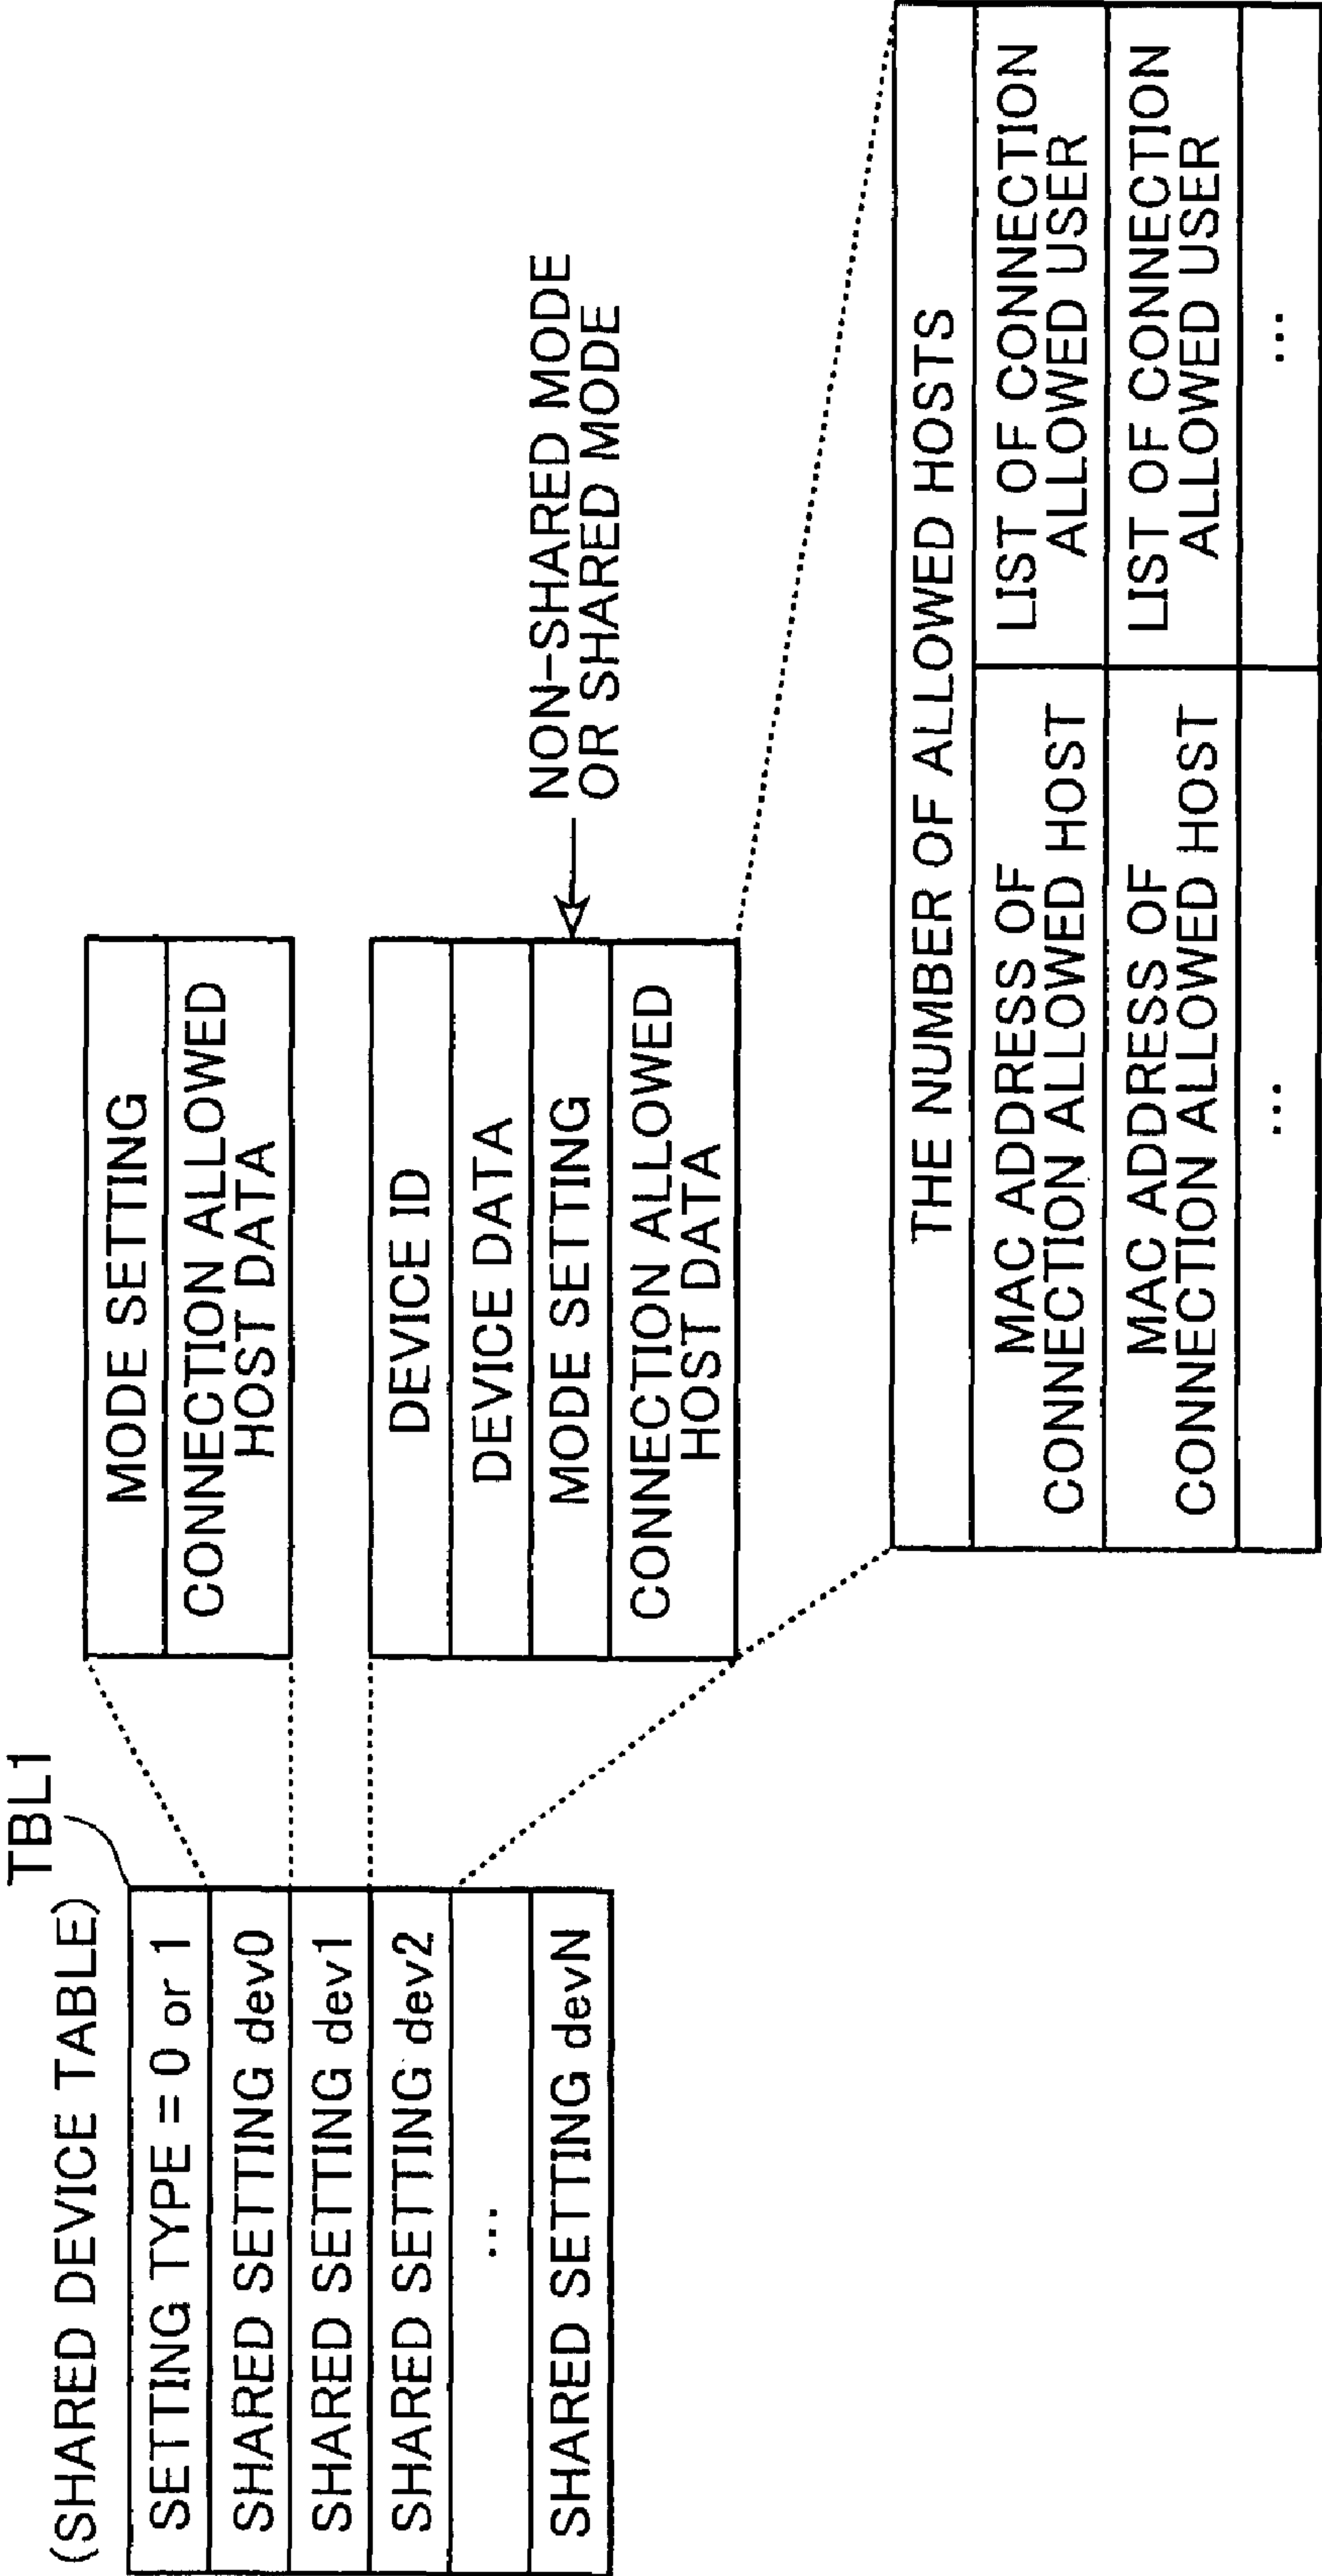 TBL1
(SHARED DEVICE TABLE)
SETTING TYPE = 0 or 1
SHARED SETTING dev0
SHARED SETTING dev1
SHARED SETTING dev2
...
SHARED SETTING devN
MODE SETTING
CONNECTION ALLOWED
HOST DATA
DEVICE ID
DEVICE DATA
MODE SETTING
CONNECTION ALLOWED
HOST DATA
NON-SHARED MODE
OR SHARED MODE
THE NUMBER OF ALLOWED HOSTS
MAC ADDRESS OF
CONNECTION ALLOWED HOST
LIST OF CONNECTION
ALLOWED USER
MAC ADDRESS OF
CONNECTION ALLOWED HOST
LIST OF CONNECTION
ALLOWED USER
...
...